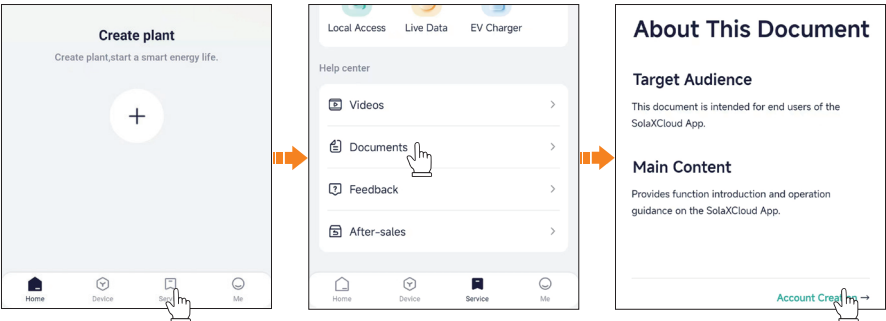 Create plant
Create plant,start a smart energy life.
Home
Device
Me
Local Access
Live Data
EV Charger
Help center
Videos
Documents
Feedback
After-sales
Home
Device
Service
Me
About This Document
Target Audience
This document is intended for end users of the
SolaXCloud App.
Main Content
Provides function introduction and operation
guidance on the SolaXCloud App.
Account Creation →